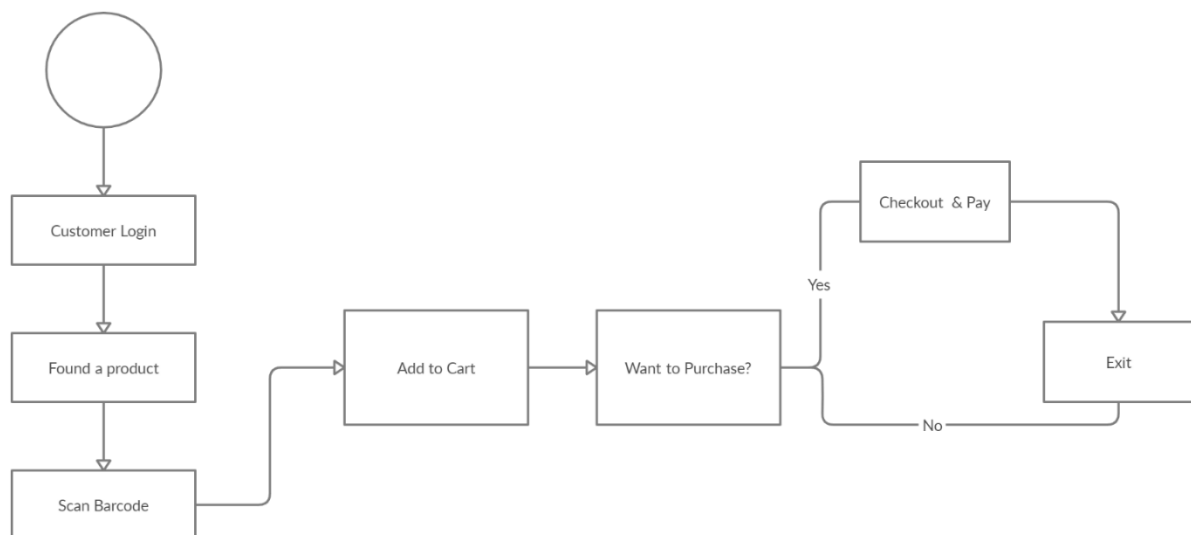 Customer Login
Found a product
Scan Barcode
Add to Cart
Want to Purchase?
Yes
Checkout & Pay
No
Exit